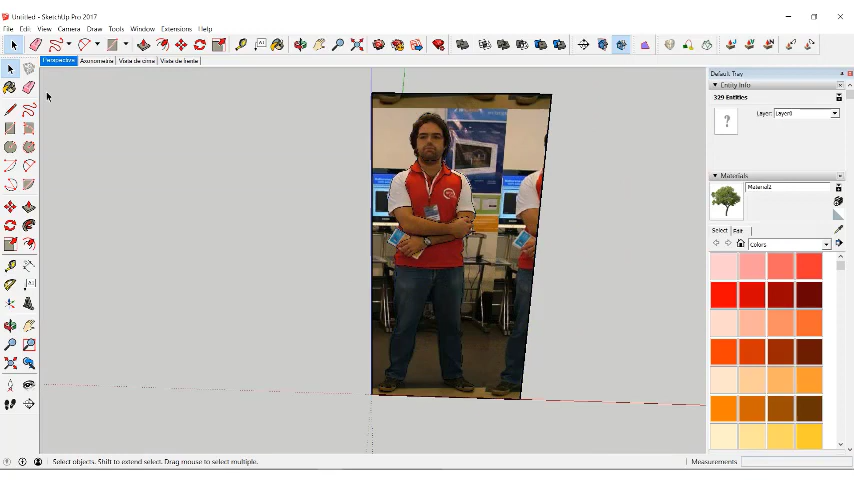 Untitled - SketchUp Pro 2017
File Edit View Camera Draw Tools Window Extensions Help
Perspectiva Axonometria Vista de cima Vista de frente
Default Tray
Entity Info
329 Entities
Layer: Layer0
Materials
Material2
Select Edit
Colors
Select objects. Shift to extend select. Drag mouse to select multiple.
Measurements